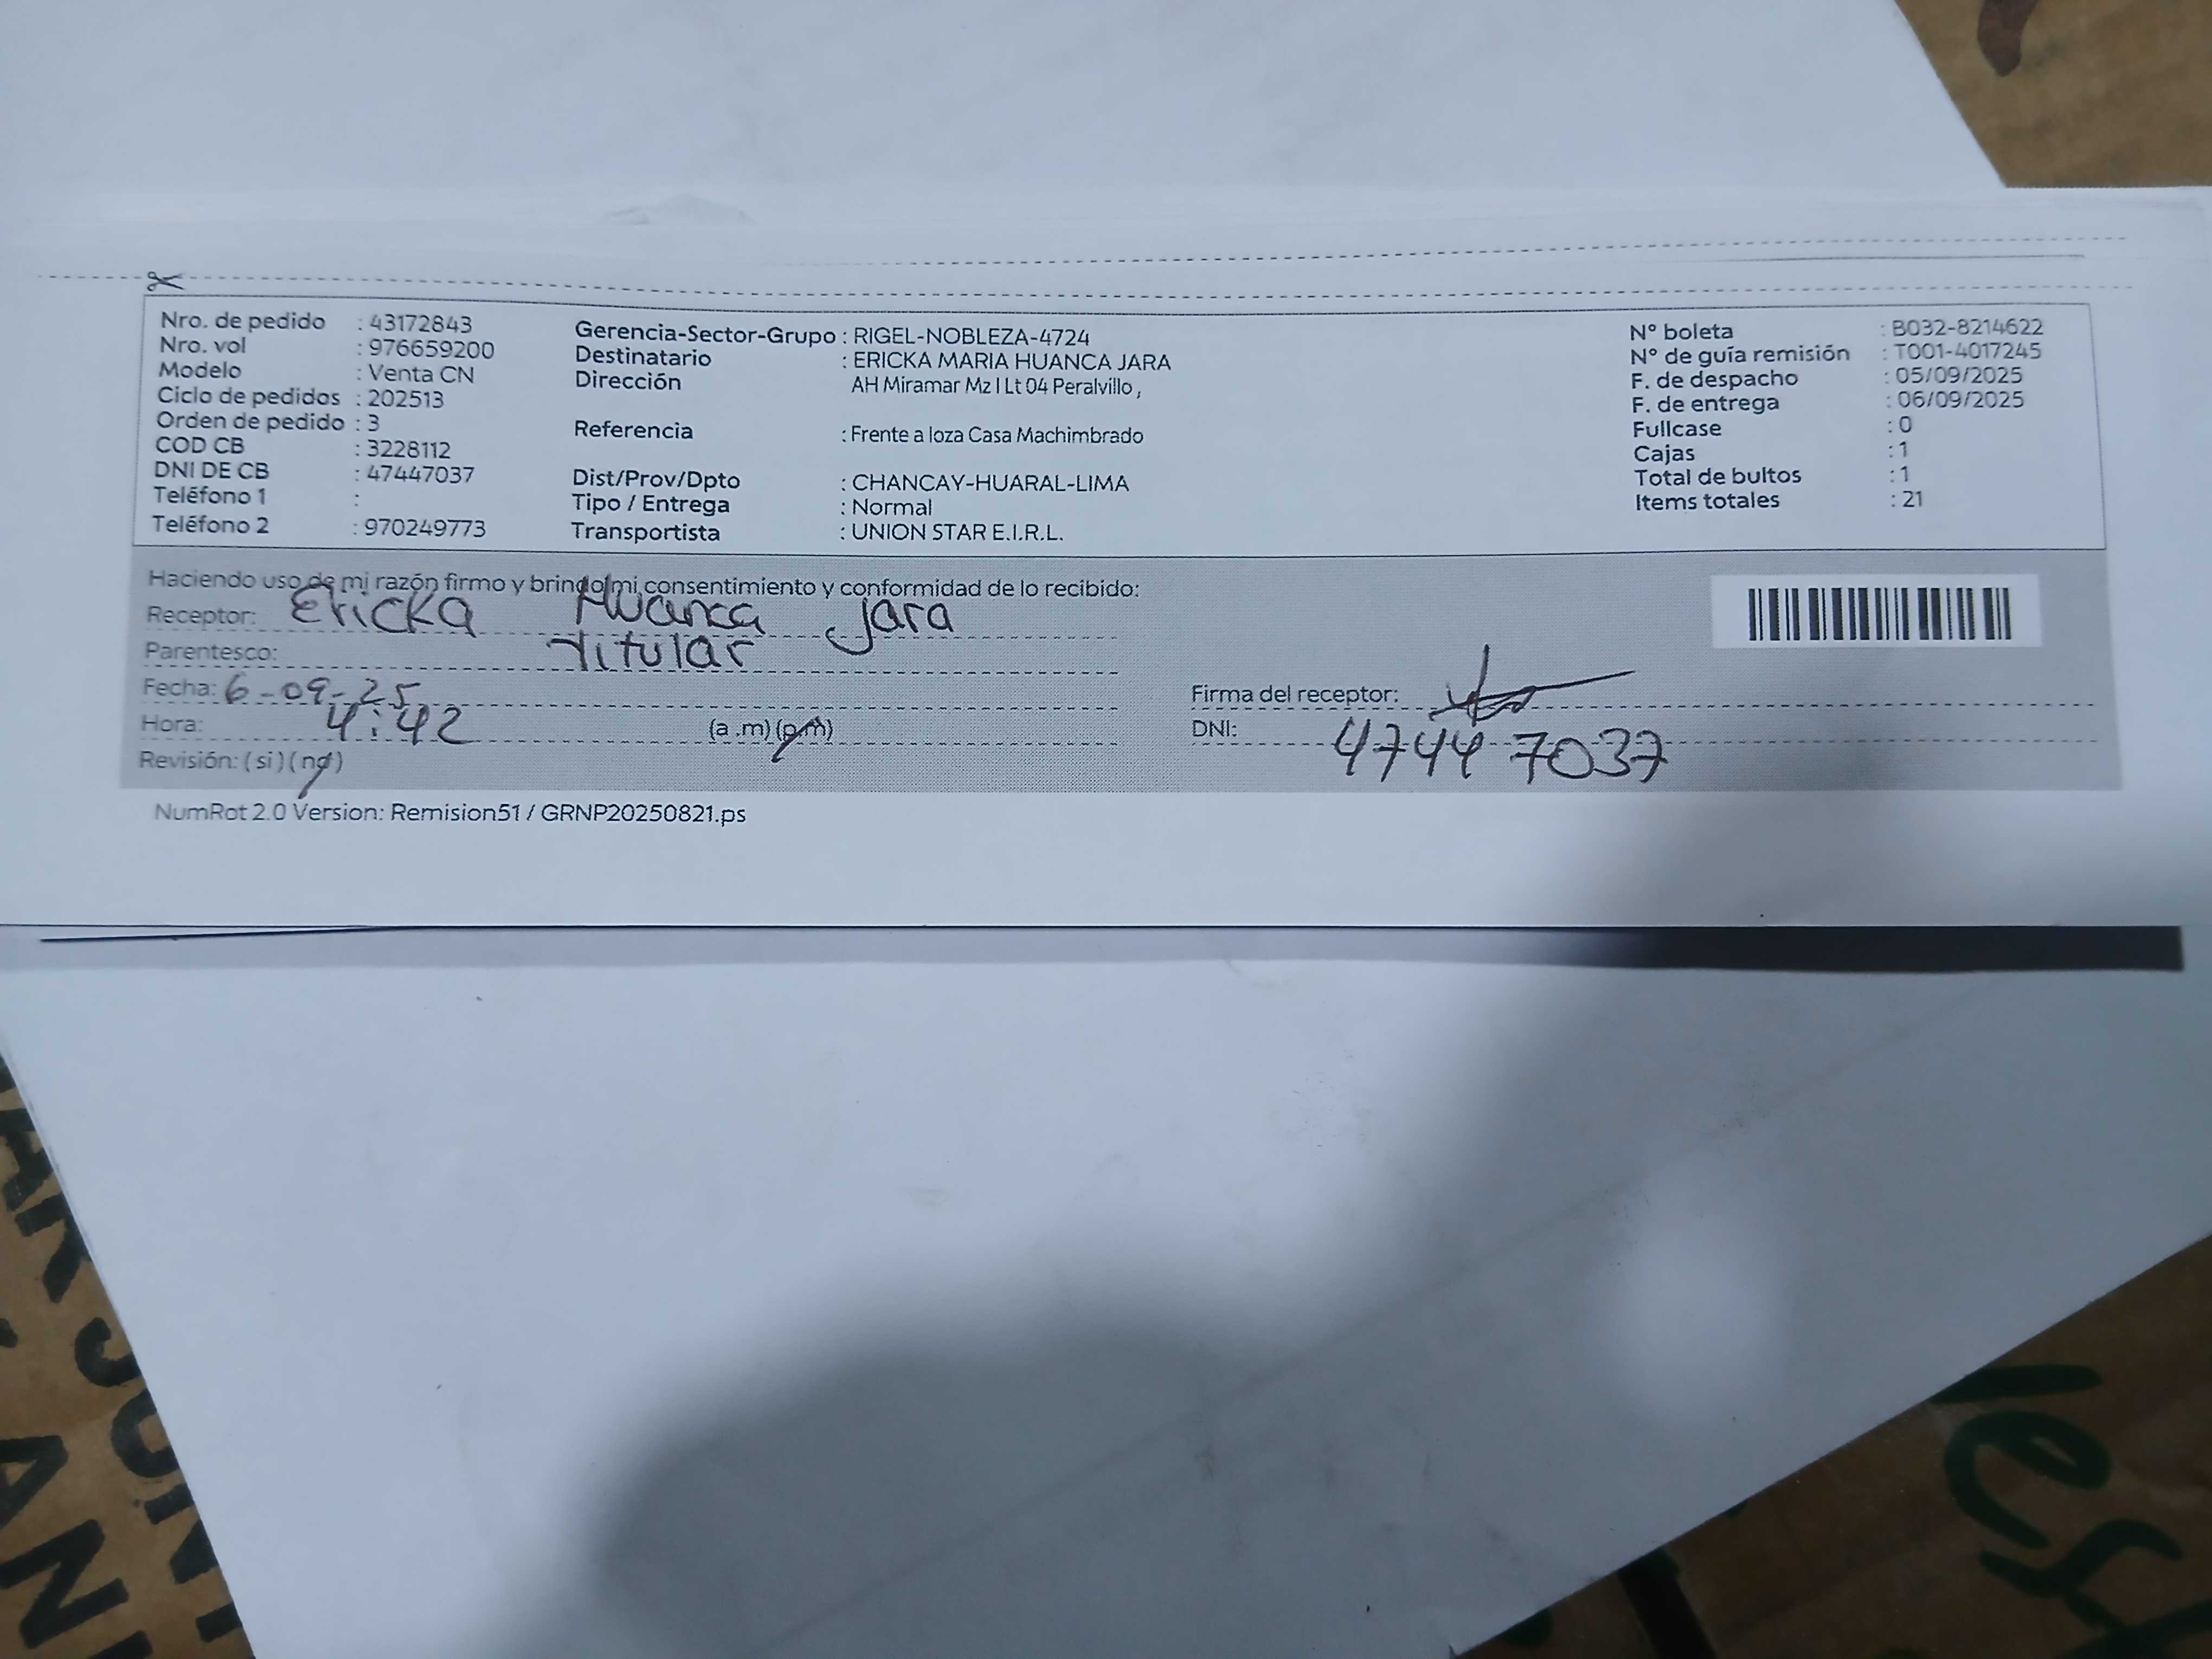 Nro. de pedido : 43172843
Nro. vol : 976659200
Modelo : Venta CN
Ciclo de pedidos : 202513
Orden de pedido : 3
COD CB : 3228112
DNI DE CB : 47447037
Teléfono 1 :
Teléfono 2 : 970249773
Gerencia-Sector-Grupo : RIGEL-NOBLEZA-4724
Destinatario : ERICKA MARIA HUANCA JARA
Dirección AH Miramar Mz I Lt 04 Peralvillo ,
Referencia : Frente a loza Casa Machimbrado
Dist/Prov/Dpto : CHANCAY-HUARAL-LIMA
Tipo / Entrega : Normal
Transportista : UNION STAR E.I.R.L.
N° boleta : B032-8214622
N° de guía remisión : T001-4017245
F. de despacho : 05/09/2025
F. de entrega : 06/09/2025
Fullcase : 0
Cajas : 1
Total de bultos : 1
Items totales : 21
Haciendo uso de mi razón firmo y brindo mi consentimiento y conformidad de lo recibido:
Receptor: Ericka Huanca Jara
Parentesco: titular
Fecha: 6-09-25
Hora: 4:42 (a .m) (p.m)
Revisión: ( si ) ( no )
Firma del receptor:
DNI: 47447037
NumRot 2.0 Version: Remision51 / GRNP20250821.ps